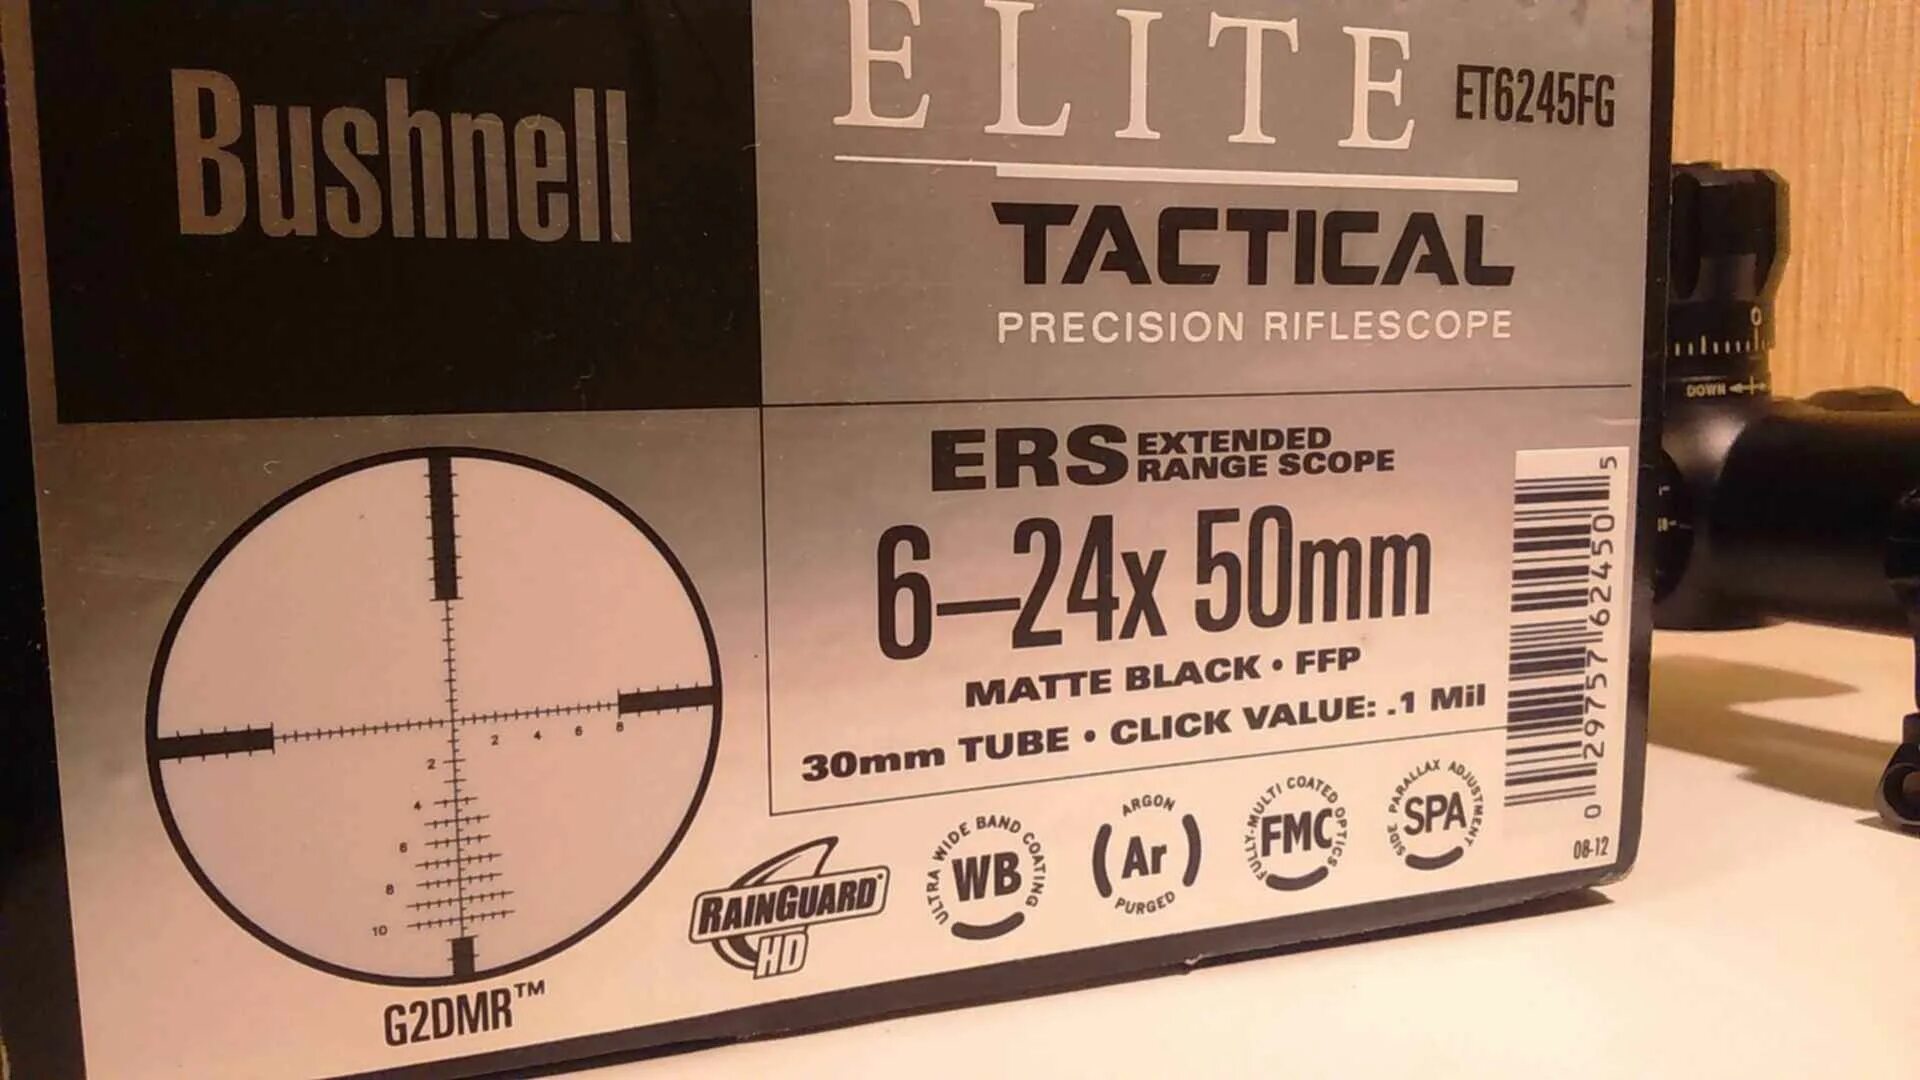 Bushnell
ELITE
ET6245FG
TACTICAL
PRECISION RIFLESCOPE
ERS EXTENDED
RANGE SCOPE
6–24x 50mm
MATTE BLACK • FFP
30mm TUBE • CLICK VALUE: .1 Mil
2 4 6 8
2
4
6
8
10
G2DMR™
RAINGUARD®
HD
ULTRA WIDE BAND COATING
WB
ARGON
Ar
PURGED
FULLY-MULTI COATED OPTICS
FMC
SIDE PARALLAX ADJUSTMENT
SPA
0 29757 62450 5
08-12
0
DOWN